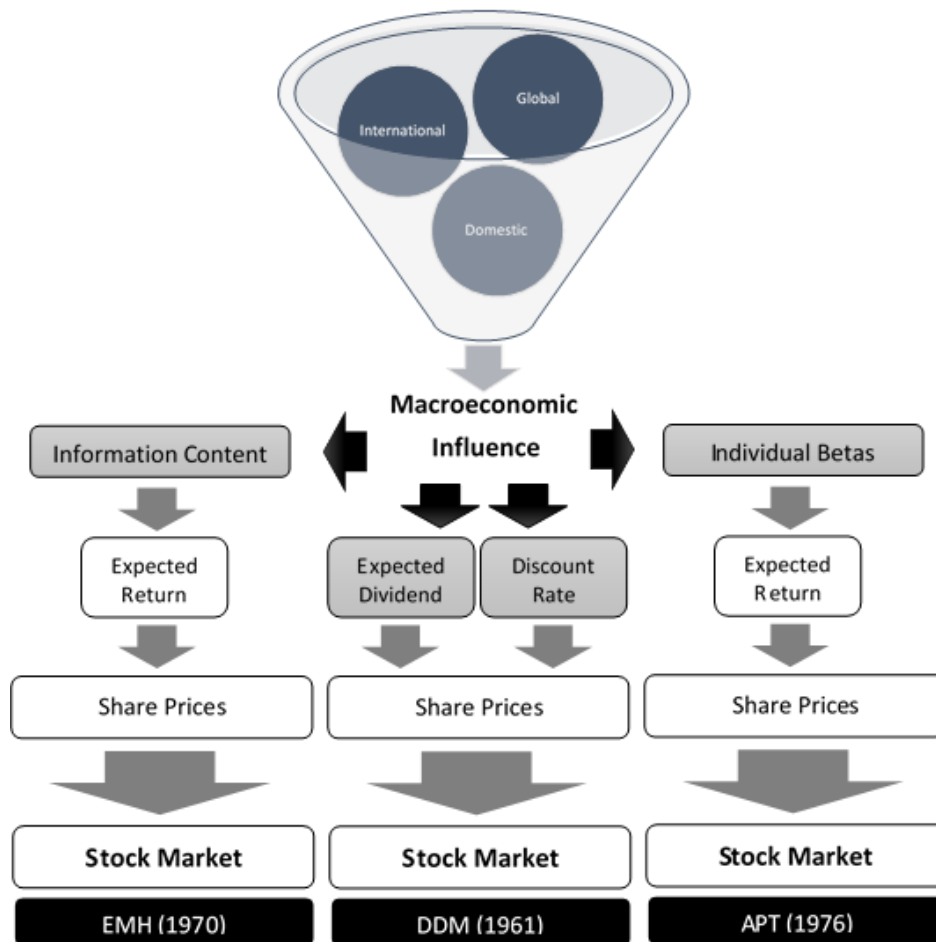 Global
International
Domestic
Macroeconomic
Influence
Information Content
Individual Betas
Expected
Return
Expected
Dividend
Discount
Rate
Expected
Return
Share Prices
Share Prices
Share Prices
Stock Market
Stock Market
Stock Market
EMH (1970)
DDM (1961)
APT (1976)